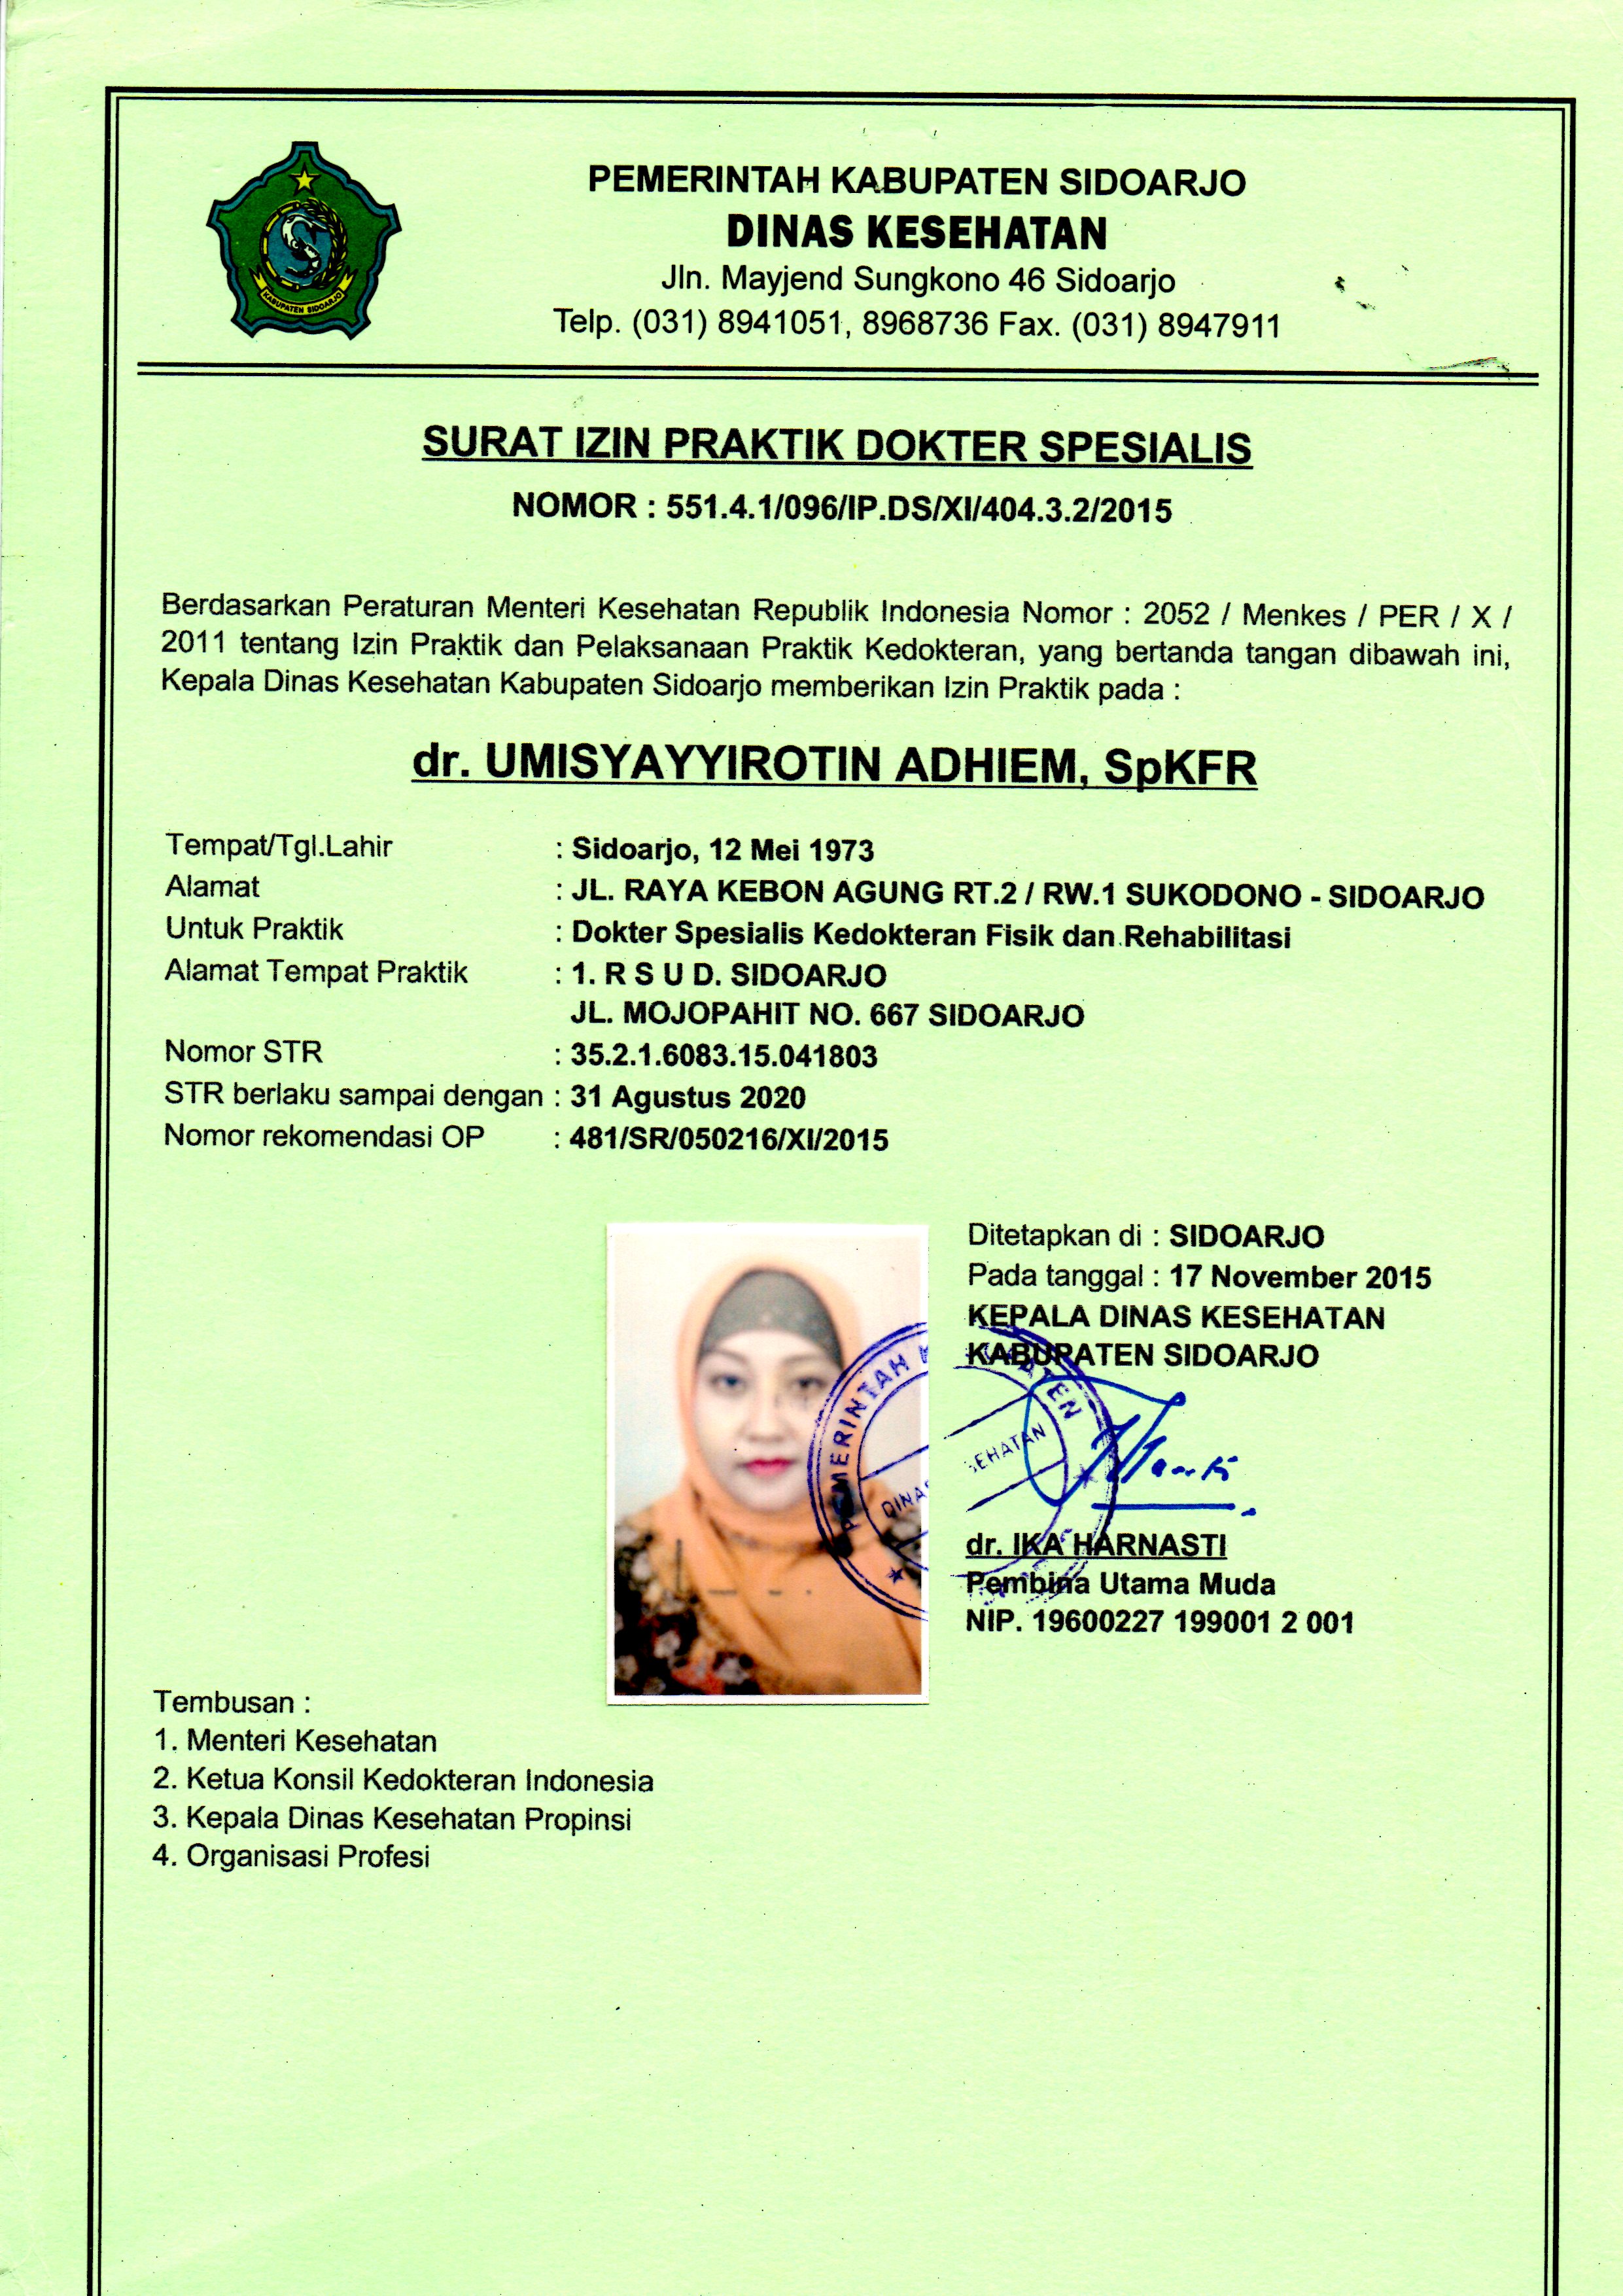 PEMERINTAH KABUPATEN SIDOARJO
DINAS KESEHATAN
Jln. Mayjend Sungkono 46 Sidoarjo
Telp. (031) 8941051, 8968736 Fax. (031) 8947911
KABUPATEN SIDOARJO
SURAT IZIN PRAKTIK DOKTER SPESIALIS
NOMOR : 551.4.1/096/IP.DS/XI/404.3.2/2015
Berdasarkan Peraturan Menteri Kesehatan Republik Indonesia Nomor : 2052 / Menkes / PER / X /
2011 tentang Izin Praktik dan Pelaksanaan Praktik Kedokteran, yang bertanda tangan dibawah ini,
Kepala Dinas Kesehatan Kabupaten Sidoarjo memberikan Izin Praktik pada :
dr. UMISYAYYIROTIN ADHIEM, SpKFR
Tempat/Tgl.Lahir : Sidoarjo, 12 Mei 1973
Alamat : JL. RAYA KEBON AGUNG RT.2 / RW.1 SUKODONO - SIDOARJO
Untuk Praktik : Dokter Spesialis Kedokteran Fisik dan Rehabilitasi
Alamat Tempat Praktik : 1. R S U D. SIDOARJO
JL. MOJOPAHIT NO. 667 SIDOARJO
Nomor STR : 35.2.1.6083.15.041803
STR berlaku sampai dengan : 31 Agustus 2020
Nomor rekomendasi OP : 481/SR/050216/XI/2015
Ditetapkan di : SIDOARJO
Pada tanggal : 17 November 2015
KEPALA DINAS KESEHATAN
KABUPATEN SIDOARJO
PEMERINTAH
DINAS
dr. IKA HARNASTI
Pembina Utama Muda
NIP. 19600227 199001 2 001
Tembusan :
1. Menteri Kesehatan
2. Ketua Konsil Kedokteran Indonesia
3. Kepala Dinas Kesehatan Propinsi
4. Organisasi Profesi